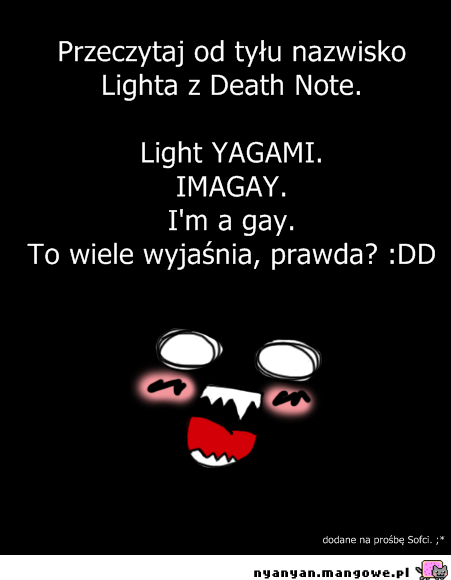 Przeczytaj od tyłu nazwisko
Lighta z Death Note.
Light YAGAMI.
IMAGAY.
I'm a gay.
To wiele wyjaśnia, prawda? :DD
dodane na prośbę Sofci. ;*
nyanyan.mangowe.pl